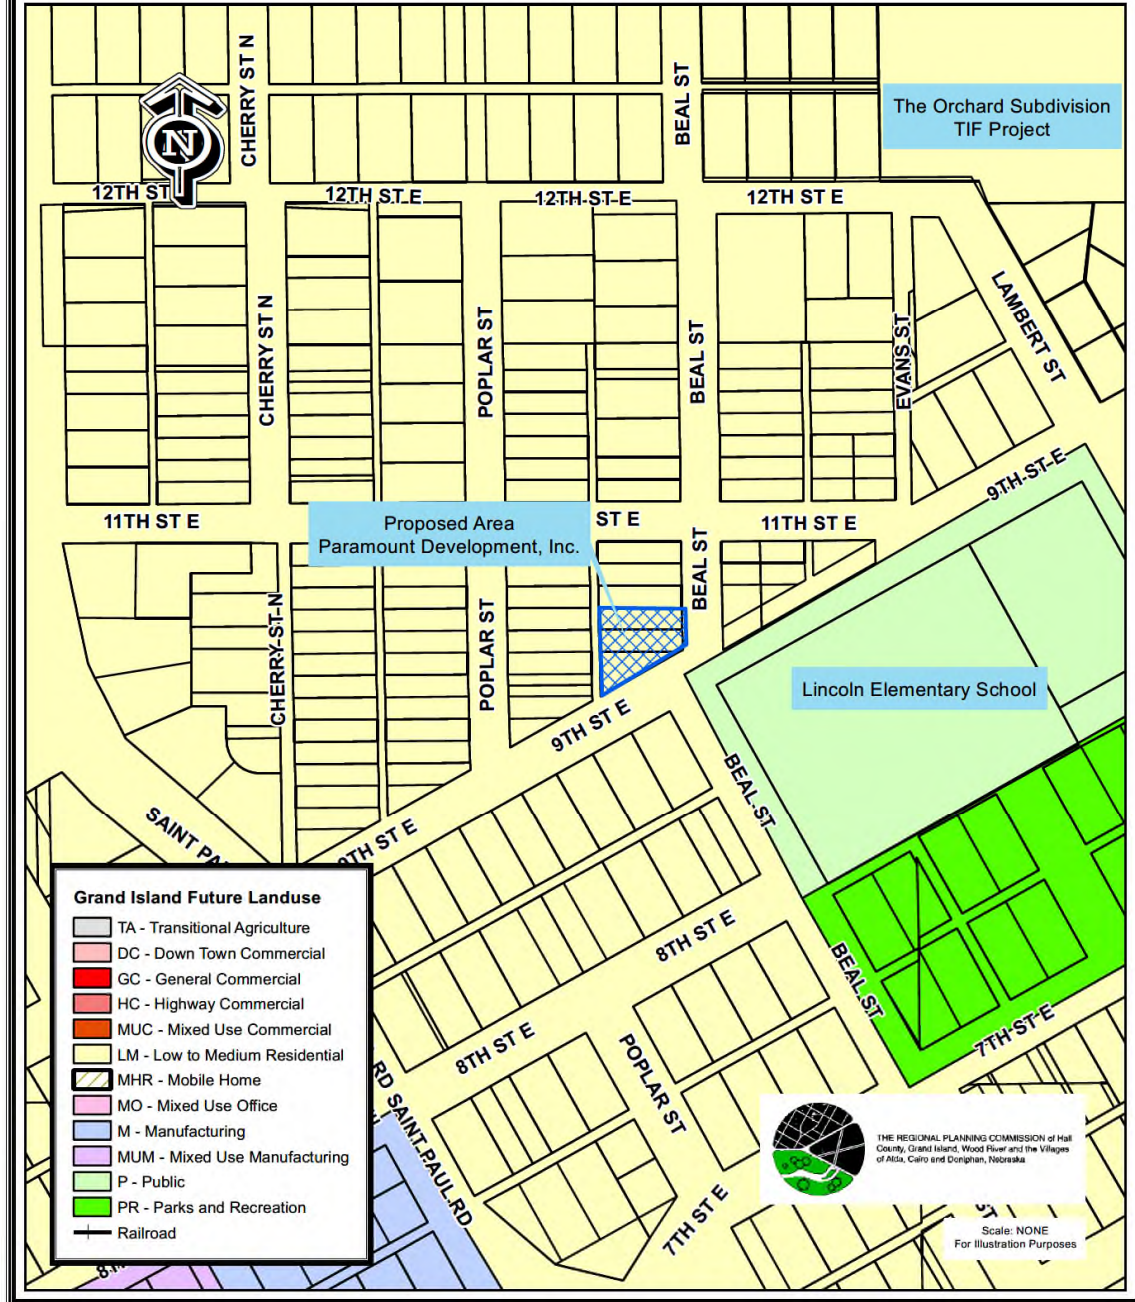 CHERRY ST N
BEAL ST
The Orchard Subdivision
TIF Project
N
12TH ST
12TH ST E
12TH ST E
12TH ST E
CHERRY ST N
POPLAR ST
BEAL ST
EVANS ST
LAMBERT ST
9TH ST E
11TH ST E
Proposed Area
Paramount Development, Inc.
ST E
11TH ST E
BEAL ST
CHERRY ST N
POPLAR ST
Lincoln Elementary School
9TH ST E
BEAL ST
SAINT PA
9TH ST E
8TH ST E
BEAL ST
8TH ST E
POPLAR ST
7TH ST E
RD
SAINT PAUL RD
7TH ST E
ST
Grand Island Future Landuse
TA - Transitional Agriculture
DC - Down Town Commercial
GC - General Commercial
HC - Highway Commercial
MUC - Mixed Use Commercial
LM - Low to Medium Residential
MHR - Mobile Home
MO - Mixed Use Office
M - Manufacturing
MUM - Mixed Use Manufacturing
P - Public
PR - Parks and Recreation
Railroad
THE REGIONAL PLANNING COMMISSION of Hall
County, Grand Island, Wood River and the Villages
of Alda, Cairo and Doniphan, Nebraska
Scale: NONE
For Illustration Purposes